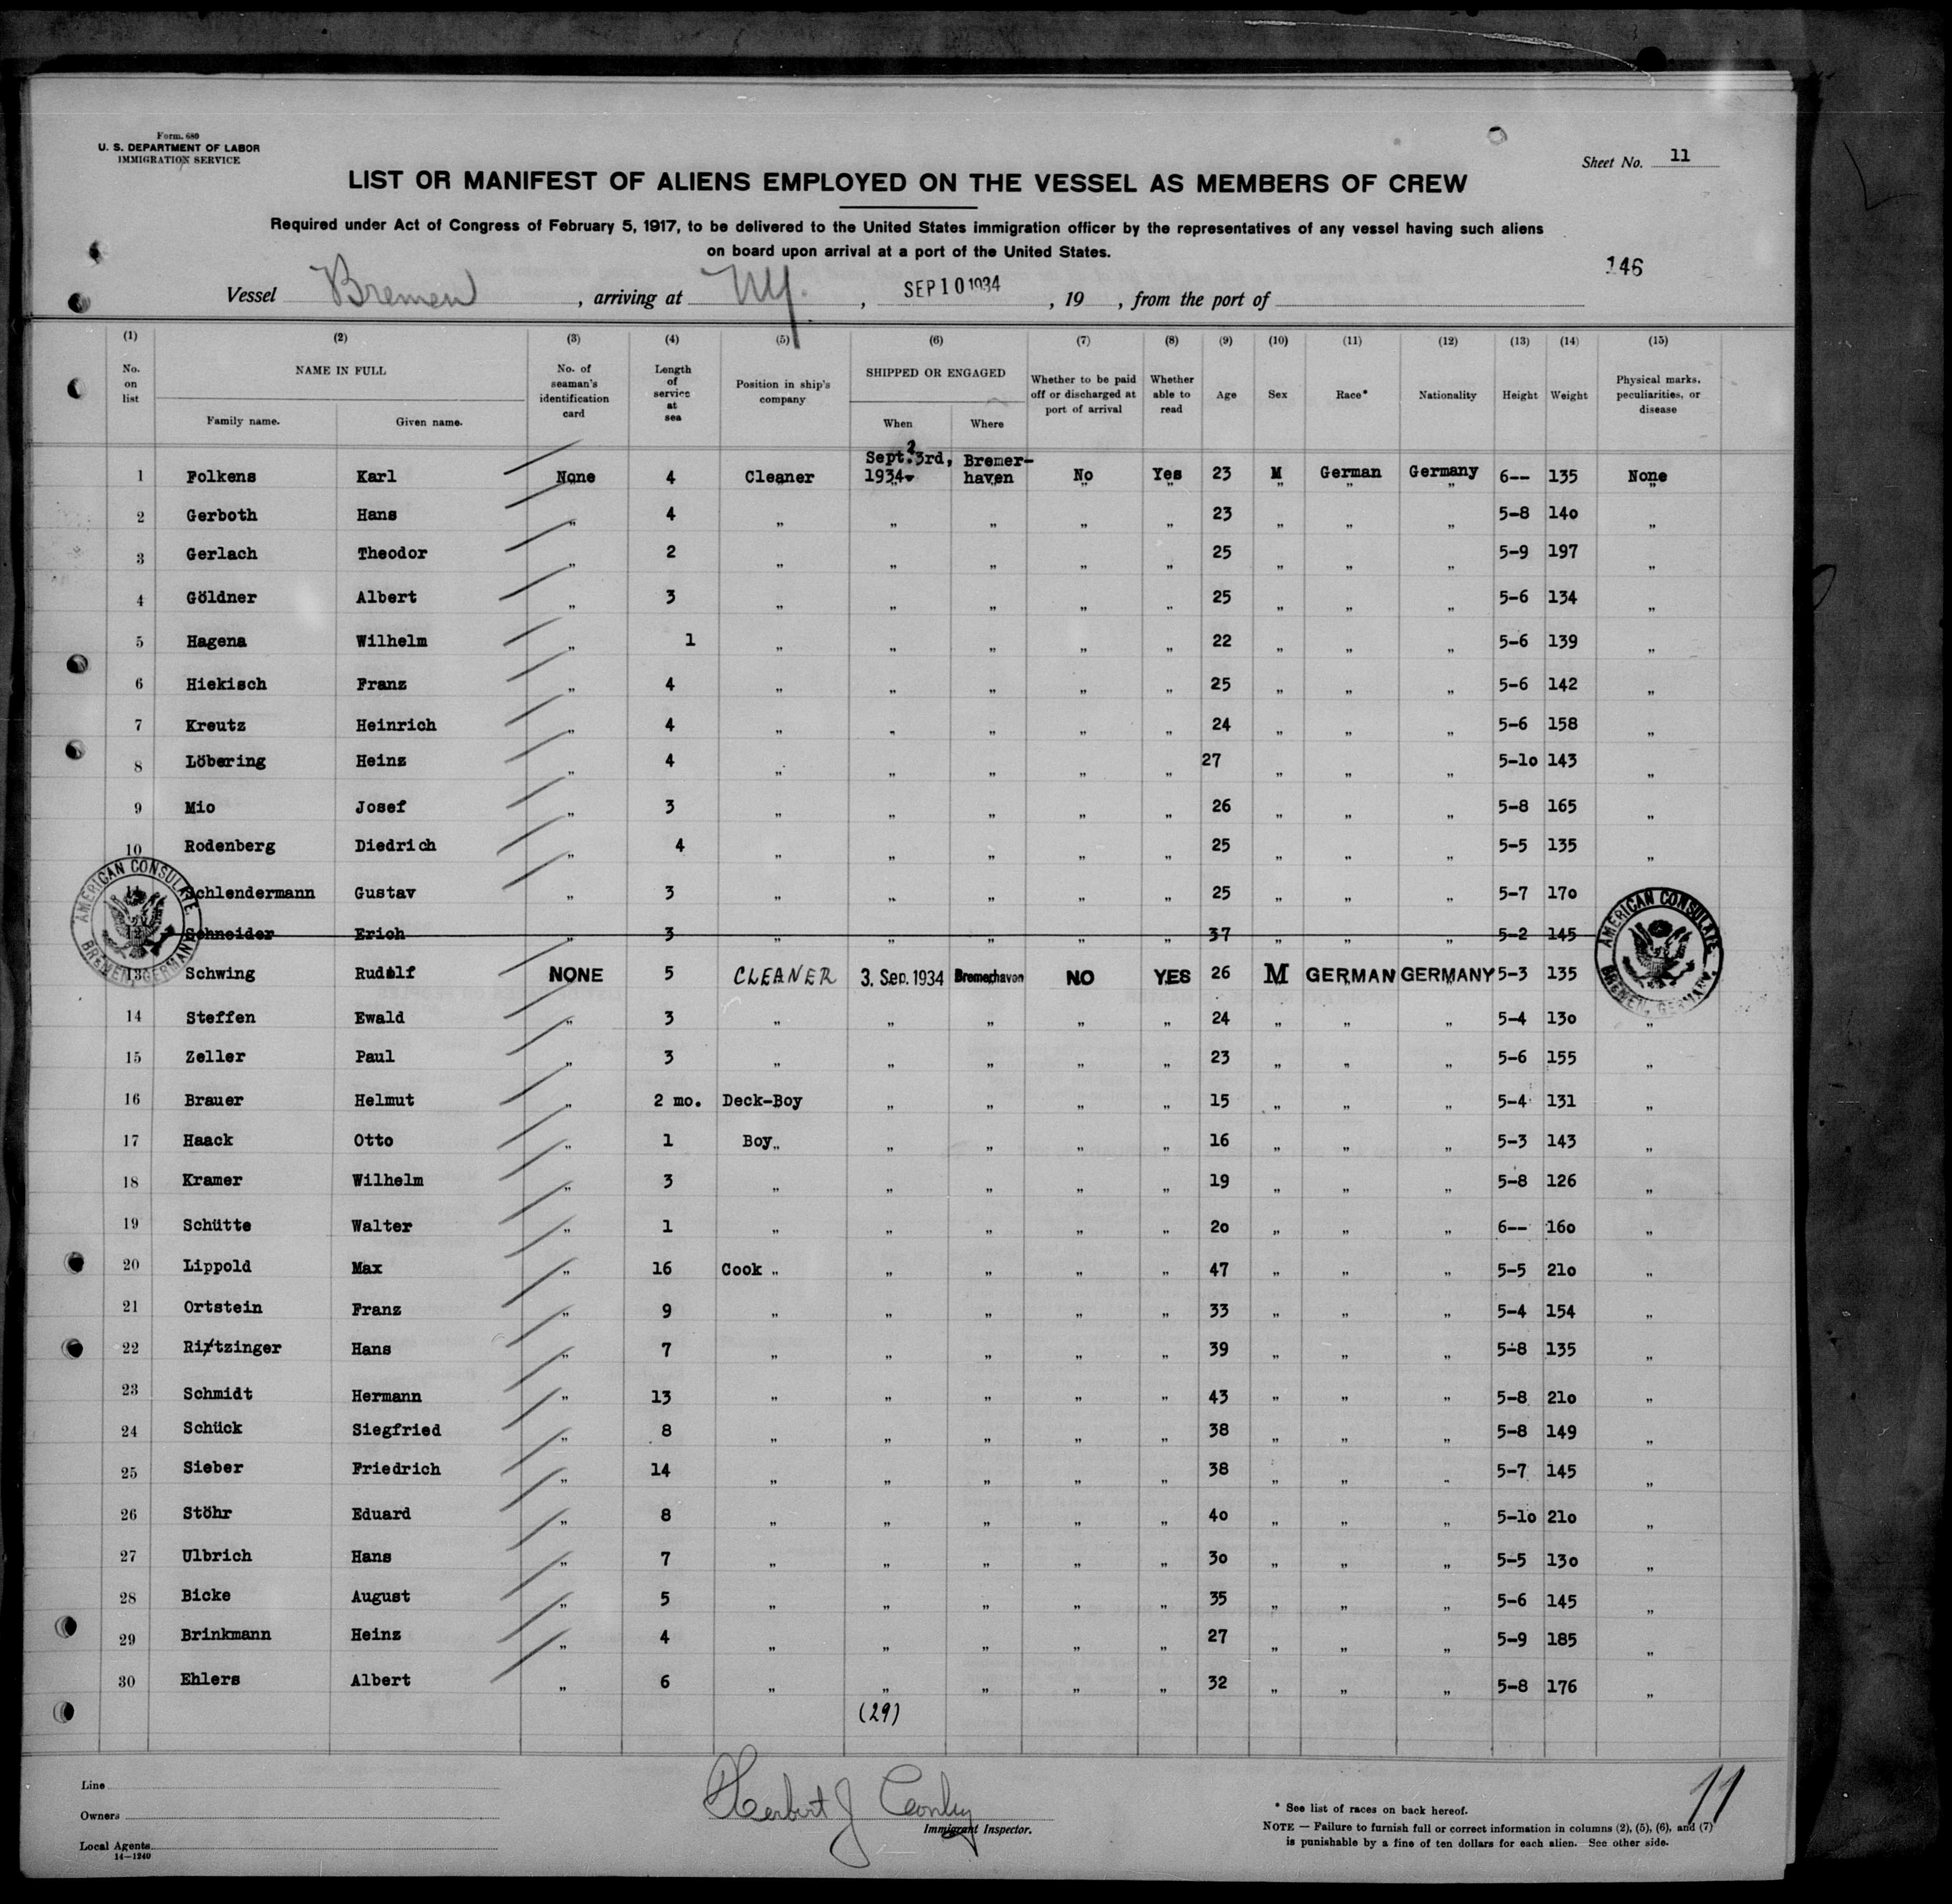 Form 680
U. S. DEPARTMENT OF LABOR
IMMIGRATION SERVICE
Sheet No. 11
LIST OR MANIFEST OF ALIENS EMPLOYED ON THE VESSEL AS MEMBERS OF CREW
Required under Act of Congress of February 5, 1917, to be delivered to the United States immigration officer by the representatives of any vessel having such aliens
on board upon arrival at a port of the United States.
146
Vessel Bremen , arriving at NY. , SEP 10 1934 , 19 , from the port of
(1) (2) (3) (4) (5) (6) (7) (8) (9) (10) (11) (12) (13) (14) (15)
No. on list NAME IN FULL Family name. Given name. No. of seaman's identification card Length of service at sea Position in ship's company SHIPPED OR ENGAGED When Where Whether to be paid off or discharged at port of arrival Whether able to read Age Sex Race* Nationality Height Weight Physical marks, peculiarities, or disease
1 Folkens Karl None 4 Cleaner Sept. 3rd, 1934 Bremer-haven No Yes 23 M German Germany 6-- 135 None
2 Gerboth Hans „ 4 „ „ „ „ „ 23 „ „ „ 5-8 140 „
3 Gerlach Theodor „ 2 „ „ „ „ „ 25 „ „ „ 5-9 197 „
4 Göldner Albert „ 3 „ „ „ „ „ 25 „ „ „ 5-6 134 „
5 Hagena Wilhelm „ 1 „ „ „ „ „ 22 „ „ „ 5-6 139 „
6 Hiekisch Franz „ 4 „ „ „ „ „ 25 „ „ „ 5-6 142 „
7 Kreutz Heinrich „ 4 „ „ „ „ „ 24 „ „ „ 5-6 158 „
8 Löbering Heinz „ 4 „ „ „ „ „ 27 „ „ „ 5-10 143 „
9 Mio Josef „ 3 „ „ „ „ „ 26 „ „ „ 5-8 165 „
10 Rodenberg Diedrich „ 4 „ „ „ „ „ 25 „ „ „ 5-5 135 „
11 Schlendermann Gustav „ 3 „ „ „ „ „ 25 „ „ „ 5-7 170 „
12 Schneider Erich „ 3 „ „ „ „ „ 37 „ „ „ 5-2 145
13 Schwing Rudolf NONE 5 CLEANER 3. Sep. 1934 Bremerhaven NO YES 26 M GERMAN GERMANY 5-3 135
AMERICAN CONSULATE BREMEN, GERMANY
AMERICAN CONSULATE BREMEN, GERMANY
14 Steffen Ewald „ 3 „ „ „ „ „ 24 „ „ „ 5-4 130 „
15 Zeller Paul „ 3 „ „ „ „ „ 23 „ „ „ 5-6 155 „
16 Brauer Helmut „ 2 mo. Deck-Boy „ „ „ „ 15 „ „ „ 5-4 131 „
17 Haack Otto „ 1 Boy „ „ „ „ „ 16 „ „ „ 5-3 143 „
18 Kramer Wilhelm „ 3 „ „ „ „ „ 19 „ „ „ 5-8 126 „
19 Schütte Walter „ 1 „ „ „ „ „ 20 „ „ „ 6-- 160 „
20 Lippold Max „ 16 Cook „ „ „ „ „ 47 „ „ „ 5-5 210 „
21 Ortstein Franz „ 9 „ „ „ „ „ 33 „ „ „ 5-4 154 „
22 Ritzinger Hans „ 7 „ „ „ „ „ 39 „ „ „ 5-8 135 „
23 Schmidt Hermann „ 13 „ „ „ „ „ 43 „ „ „ 5-8 210 „
24 Schück Siegfried „ 8 „ „ „ „ „ 38 „ „ „ 5-8 149 „
25 Sieber Friedrich „ 14 „ „ „ „ „ 38 „ „ „ 5-7 145 „
26 Stöhr Eduard „ 8 „ „ „ „ „ 40 „ „ „ 5-10 210 „
27 Ulbrich Hans „ 7 „ „ „ „ „ 30 „ „ „ 5-5 130 „
28 Bicke August „ 5 „ „ „ „ „ 35 „ „ „ 5-6 145 „
29 Brinkmann Heinz „ 4 „ „ „ „ „ 27 „ „ „ 5-9 185 „
30 Ehlers Albert „ 6 „ „ „ „ „ 32 „ „ „ 5-8 176 „
(29)
Line
Owners
Local Agents
14—1240
Herbert J Conley
Immigrant Inspector.
* See list of races on back hereof.
NOTE — Failure to furnish full or correct information in columns (2), (5), (6), and (7)
is punishable by a fine of ten dollars for each alien. See other side.
11